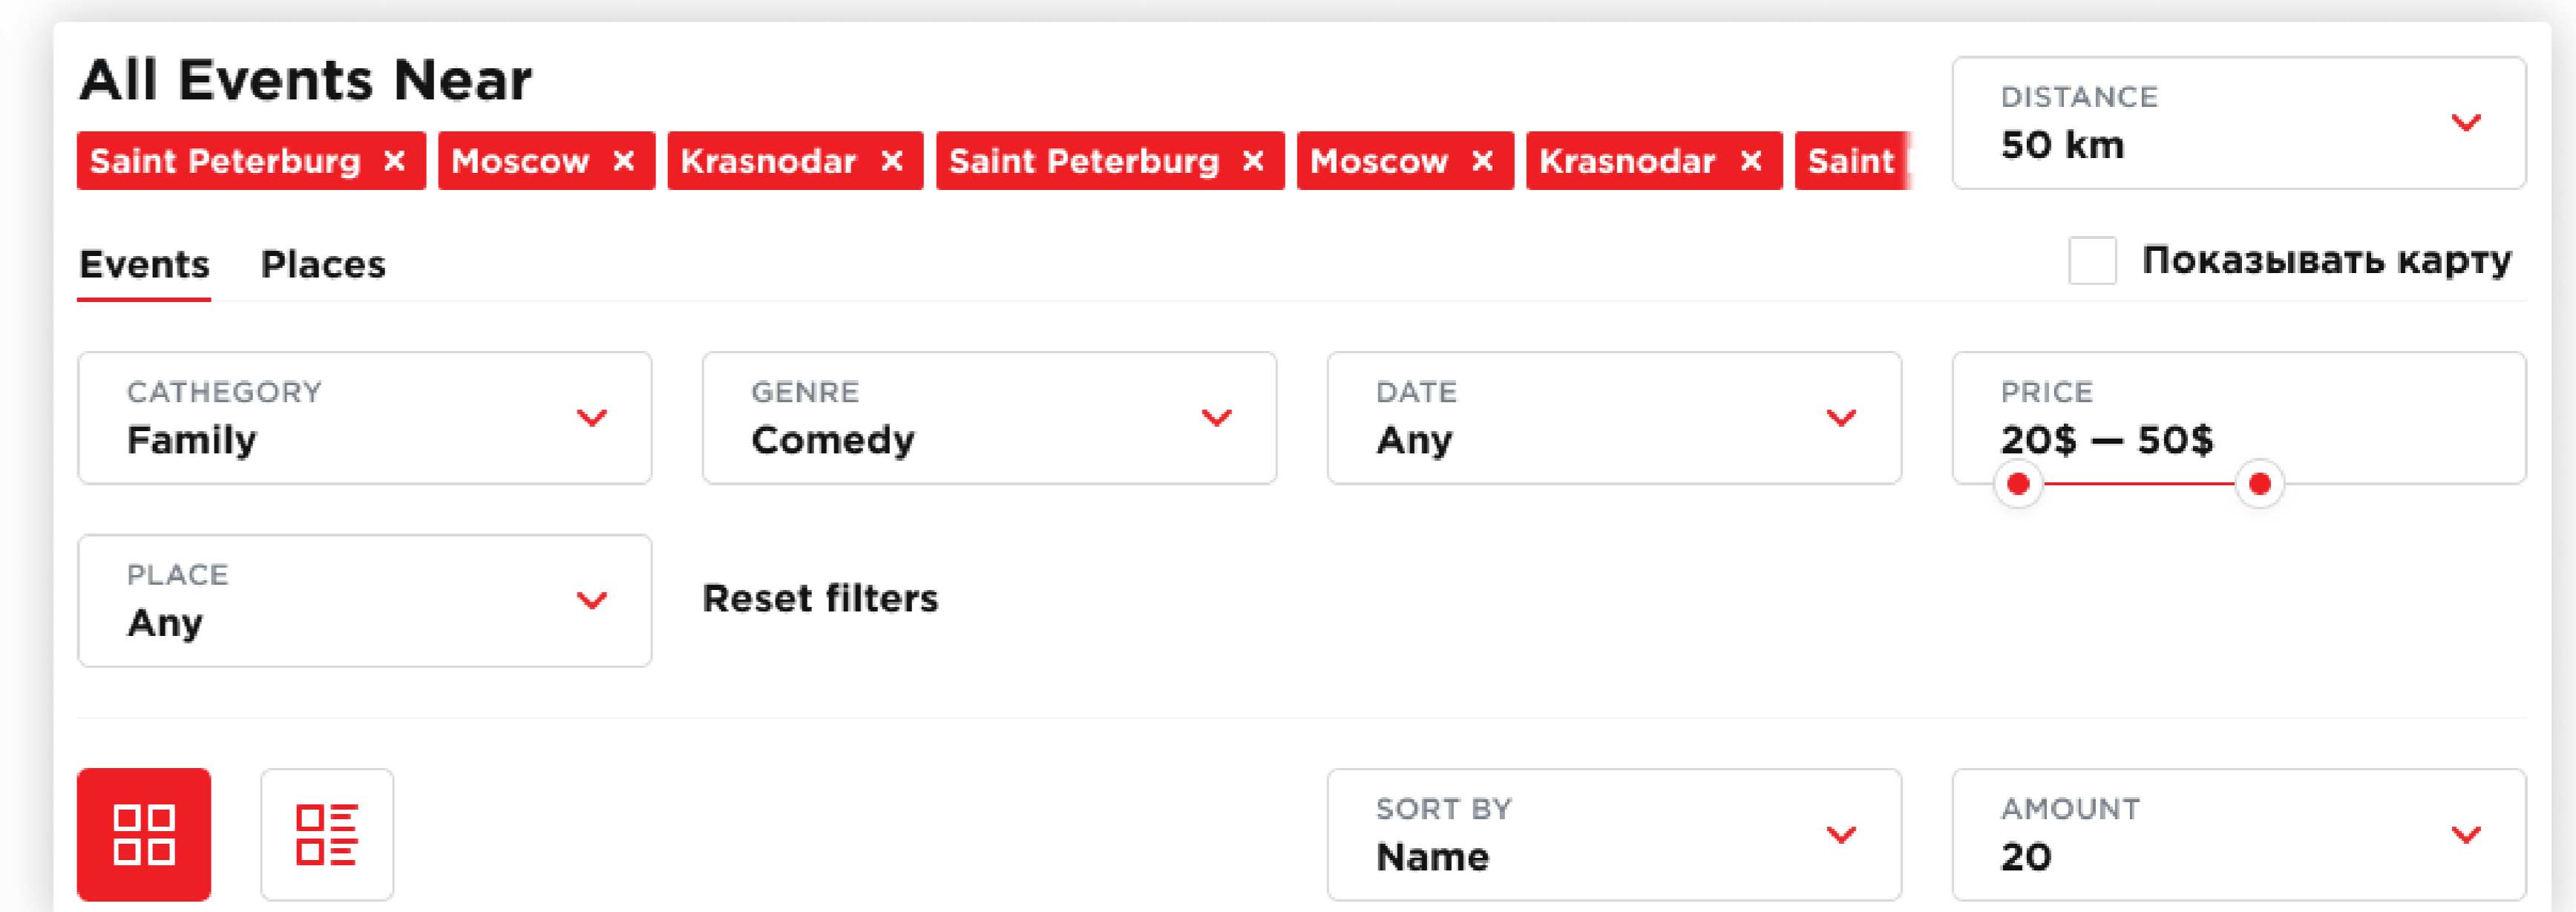 All Events Near
DISTANCE
50 km
Saint Peterburg × Moscow × Krasnodar × Saint Peterburg × Moscow × Krasnodar × Saint
Events Places
Показывать карту
CATHEGORY
Family
GENRE
Comedy
DATE
Any
PRICE
20$ — 50$
PLACE
Any
Reset filters
SORT BY
Name
AMOUNT
20